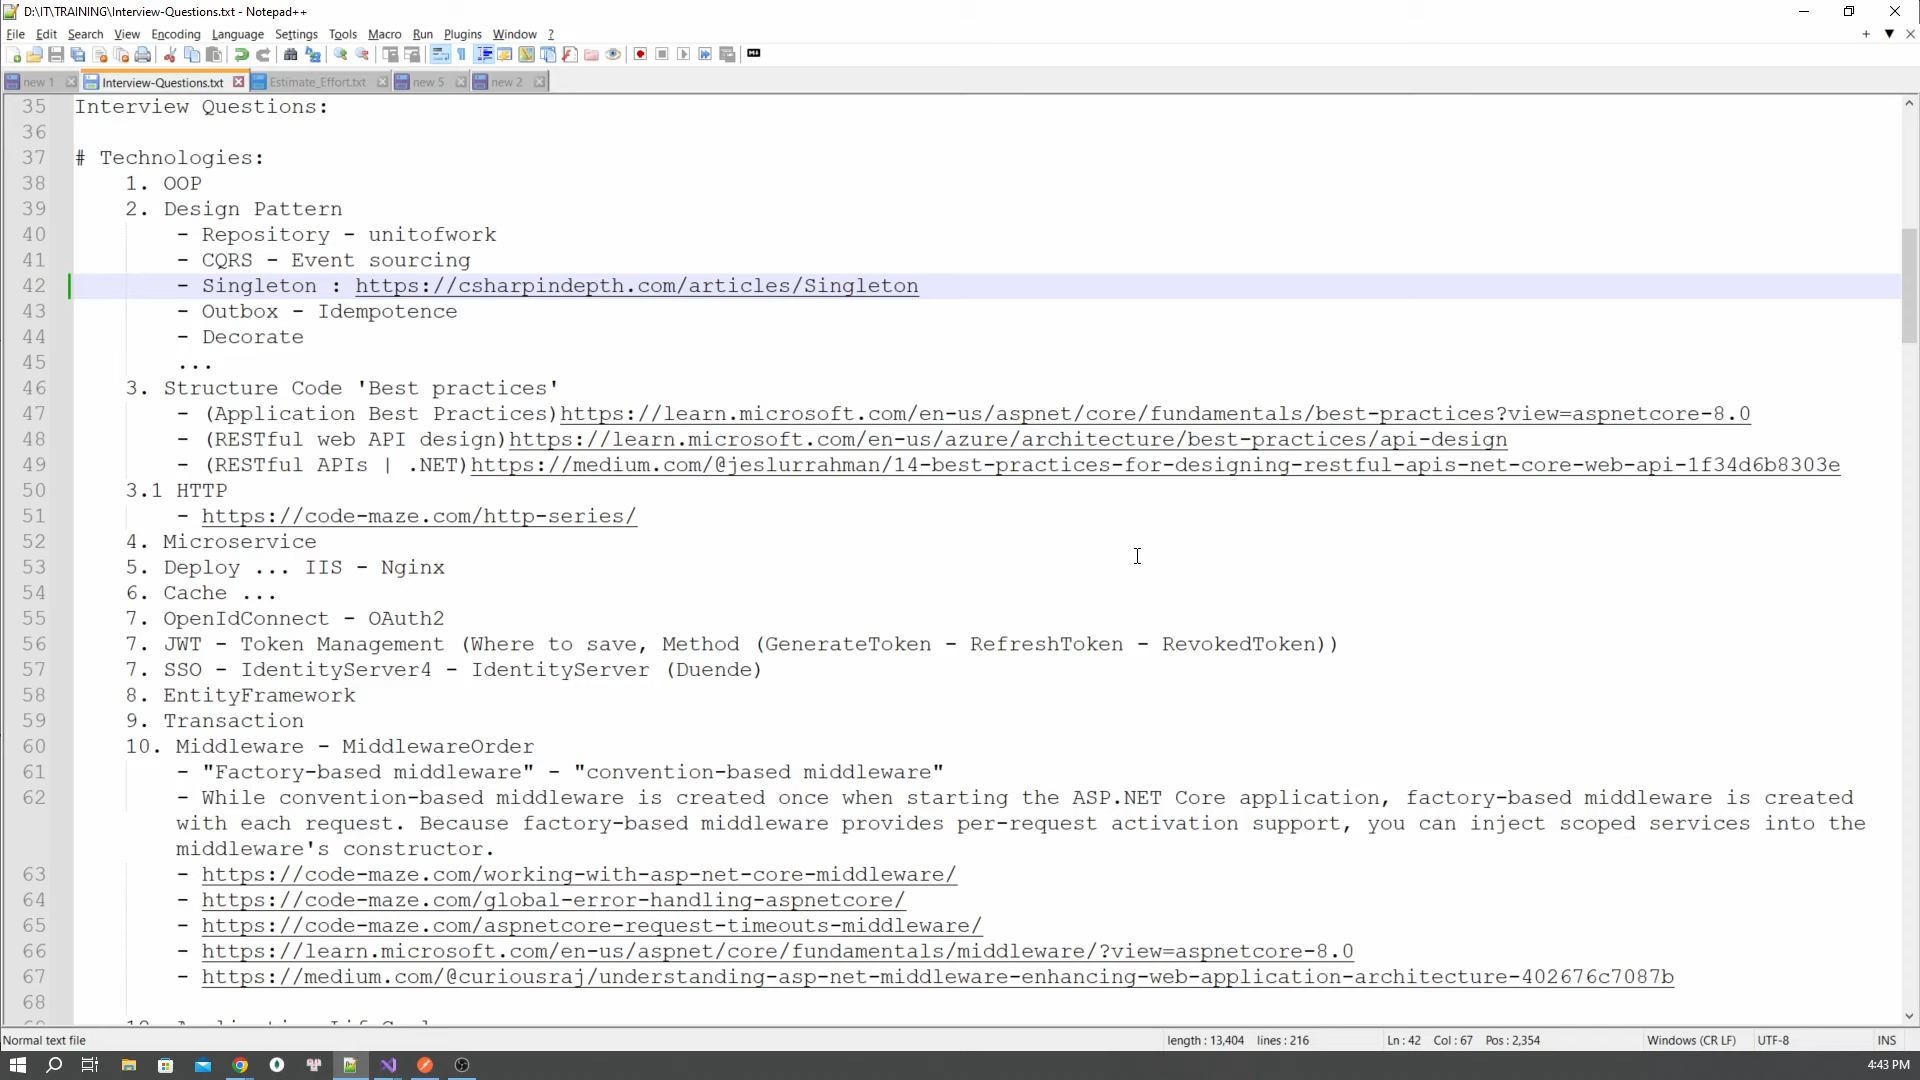 D:\IT\TRAINING\Interview-Questions.txt - Notepad++
File Edit Search View Encoding Language Settings Tools Macro Run Plugins Window ?
new 1 Interview-Questions.txt Estimate_Effort.txt new 5 new 2
35 Interview Questions:
36
37 # Technologies:
38 1. OOP
39 2. Design Pattern
40 - Repository - unitofwork
41 - CQRS - Event sourcing
42 - Singleton : https://csharpindepth.com/articles/Singleton
43 - Outbox - Idempotence
44 - Decorate
45 ...
46 3. Structure Code 'Best practices'
47 - (Application Best Practices)https://learn.microsoft.com/en-us/aspnet/core/fundamentals/best-practices?view=aspnetcore-8.0
48 - (RESTful web API design)https://learn.microsoft.com/en-us/azure/architecture/best-practices/api-design
49 - (RESTful APIs | .NET)https://medium.com/@jeslurrahman/14-best-practices-for-designing-restful-apis-net-core-web-api-1f34d6b8303e
50 3.1 HTTP
51 - https://code-maze.com/http-series/
52 4. Microservice
53 5. Deploy ... IIS - Nginx
54 6. Cache ...
55 7. OpenIdConnect - OAuth2
56 7. JWT - Token Management (Where to save, Method (GenerateToken - RefreshToken - RevokedToken))
57 7. SSO - IdentityServer4 - IdentityServer (Duende)
58 8. EntityFramework
59 9. Transaction
60 10. Middleware - MiddlewareOrder
61 - "Factory-based middleware" - "convention-based middleware"
62 - While convention-based middleware is created once when starting the ASP.NET Core application, factory-based middleware is created
with each request. Because factory-based middleware provides per-request activation support, you can inject scoped services into the
middleware's constructor.
63 - https://code-maze.com/working-with-asp-net-core-middleware/
64 - https://code-maze.com/global-error-handling-aspnetcore/
65 - https://code-maze.com/aspnetcore-request-timeouts-middleware/
66 - https://learn.microsoft.com/en-us/aspnet/core/fundamentals/middleware/?view=aspnetcore-8.0
67 - https://medium.com/@curiousraj/understanding-asp-net-middleware-enhancing-web-application-architecture-402676c7087b
68
Normal text file length : 13,404 lines : 216 Ln : 42 Col : 67 Pos : 2,354 Windows (CR LF) UTF-8 INS
4:43 PM